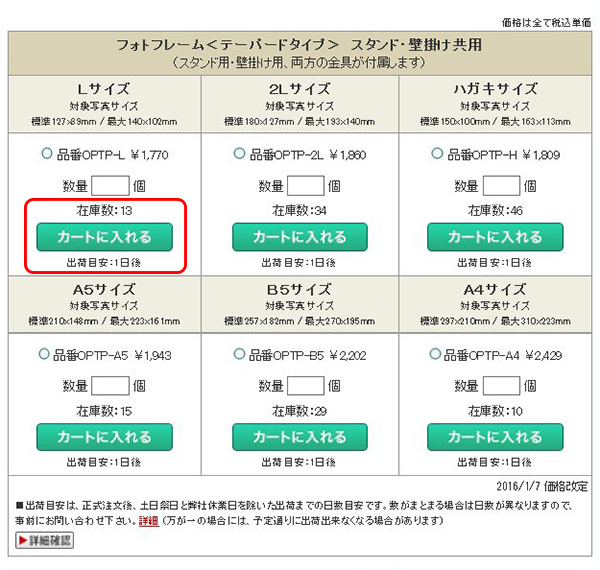 価格は全て税込単価
フォトフレーム＜テーパードタイプ＞ スタンド・壁掛け共用
（スタンド用・壁掛け用、両方の金具が付属します）
Lサイズ
対象写真サイズ
標準127×89mm / 最大140×102mm
2Lサイズ
対象写真サイズ
標準180×127mm / 最大193×140mm
ハガキサイズ
対象写真サイズ
標準150×100mm / 最大163×113mm
品番OPTP-L ￥1,770
数量 個
在庫数：13
カートに入れる
出荷目安：1日後
品番OPTP-2L ￥1,860
数量 個
在庫数：34
カートに入れる
出荷目安：1日後
品番OPTP-H ￥1,809
数量 個
在庫数：46
カートに入れる
出荷目安：1日後
A5サイズ
対象写真サイズ
標準210×148mm / 最大223×161mm
B5サイズ
対象写真サイズ
標準257×182mm / 最大270×195mm
A4サイズ
対象写真サイズ
標準297×210mm / 最大310×223mm
品番OPTP-A5 ￥1,943
数量 個
在庫数：15
カートに入れる
出荷目安：1日後
品番OPTP-B5 ￥2,202
数量 個
在庫数：29
カートに入れる
出荷目安：1日後
品番OPTP-A4 ￥2,429
数量 個
在庫数：10
カートに入れる
出荷目安：1日後
2016/1/7 価格改定
■出荷目安は、正式注文後、土日祭日と弊社休業日を除いた出荷までの日数目安です。数がまとまる場合は日数が異なりますので、
事前にお問い合わせ下さい。詳細（万が一の場合には、予定通りに出荷出来なくなる場合があります）
▶詳細確認